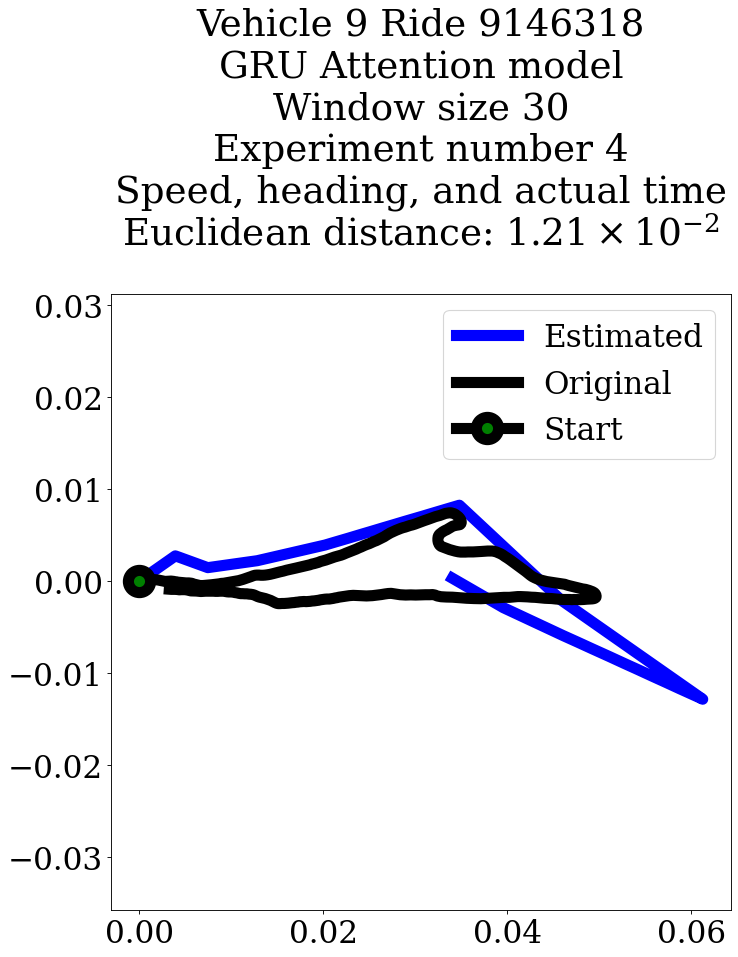 Vehicle 9 Ride 9146318
GRU Attention model
Window size 30
Experiment number 4
Speed, heading, and actual time
Euclidean distance: 1.21 × 10⁻²
Estimated
Original
Start
0.03
0.02
0.01
0.00
−0.01
−0.02
−0.03
0.00 0.02 0.04 0.06